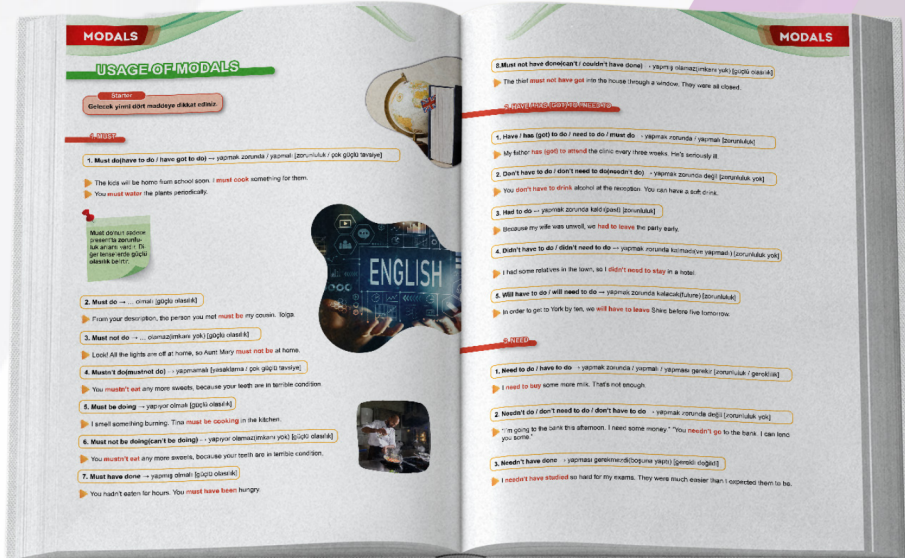 MODALS
USAGE OF MODALS
Starter
Gelecek yirmi dört maddeye dikkat ediniz.
1. MUST
1. Must do(have to do / have got to do) → yapmak zorunda / yapmalı [zorunluluk / çok güçlü tavsiye]
The kids will be home from school soon. I must cook something for them.
You must water the plants periodically.
Must do'nun sadece
present'ta zorunlu-
luk anlamı vardır. Di-
ğer tenselerde güçlü
olasılık belirtir.
ENGLISH
2. Must do → ... olmalı [güçlü olasılık]
From your description, the person you met must be my cousin, Tolga.
3. Must not do → ... olamaz(imkanı yok) [güçlü olasılık]
Look! All the lights are off at home, so Aunt Mary must not be at home.
4. Mustn't do(must not do) → yapmamalı [yasaklama / çok güçlü tavsiye]
You mustn't eat any more sweets, because your teeth are in terrible condition.
5. Must be doing → yapıyor olmalı [güçlü olasılık]
I smell something burning. Tina must be cooking in the kitchen.
6. Must not be doing(can't be doing) → yapıyor olamaz(imkanı yok) [güçlü olasılık]
You mustn't eat any more sweets, because your teeth are in terrible condition.
7. Must have done → yapmış olmalı [güçlü olasılık]
You hadn't eaten for hours. You must have been hungry.
MODALS
8.Must not have done(can't / couldn't have done) → yapmış olamaz(imkanı yok) [güçlü olasılık]
The thief must not have got into the house through a window. They were all closed.
HAVE / HAS (GOT) TO / NEED TO
1. Have / has (got) to do / need to do / must do → yapmak zorunda / yapmalı [zorunluluk]
My father has (got) to attend the clinic every three weeks. He's seriously ill.
2. Don't have to do / don't need to do(needn't do) → yapmak zorunda değil [zorunluluk yok]
You don't have to drink alcohol at the reception. You can have a soft drink.
3. Had to do → yapmak zorunda kaldı(past) [zorunluluk]
Because my wife was unwell, we had to leave the party early.
4. Didn't have to do / didn't need to do → yapmak zorunda kalmadı(ve yapmadı) [zorunluluk yok]
I had some relatives in the town, so I didn't need to stay in a hotel.
5. Will have to do / will need to do → yapmak zorunda kalacak(future) [zorunluluk]
In order to get to York by ten, we will have to leave Shire before five tomorrow.
NEED
1. Need to do / have to do → yapmak zorunda / yapmalı / yapması gerekir [zorunluluk / gereklilik]
I need to buy some more milk. That's not enough.
2. Needn't do / don't need to do / don't have to do → yapmak zorunda değil [zorunluluk yok]
"I'm going to the bank this afternoon. I need some money." "You needn't go to the bank. I can lend
you some."
3. Needn't have done → yapması gerekmezdi(boşuna yaptı) [gerekli değildi]
I needn't have studied so hard for my exams. They were much easier than I expected them to be.